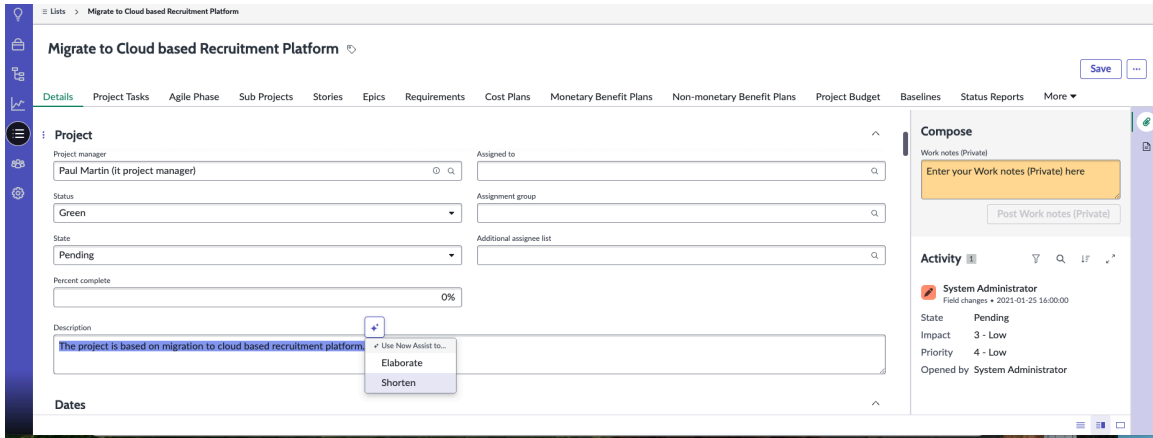 Lists > Migrate to Cloud based Recruitment Platform
Migrate to Cloud based Recruitment Platform
Save
Details Project Tasks Agile Phase Sub Projects Stories Epics Requirements Cost Plans Monetary Benefit Plans Non-monetary Benefit Plans Project Budget Baselines Status Reports More
Project
Project manager
Paul Martin (it project manager)
Assigned to
Status
Green
Assignment group
State
Pending
Additional assignee list
Percent complete
0%
Description
The project is based on migration to cloud based recruitment platform.
Use Now Assist to...
Elaborate
Shorten
Dates
Compose
Work notes (Private)
Enter your Work notes (Private) here
Post Work notes (Private)
Activity 1
System Administrator
Field changes • 2021-01-25 16:00:00
State Pending
Impact 3 - Low
Priority 4 - Low
Opened by System Administrator